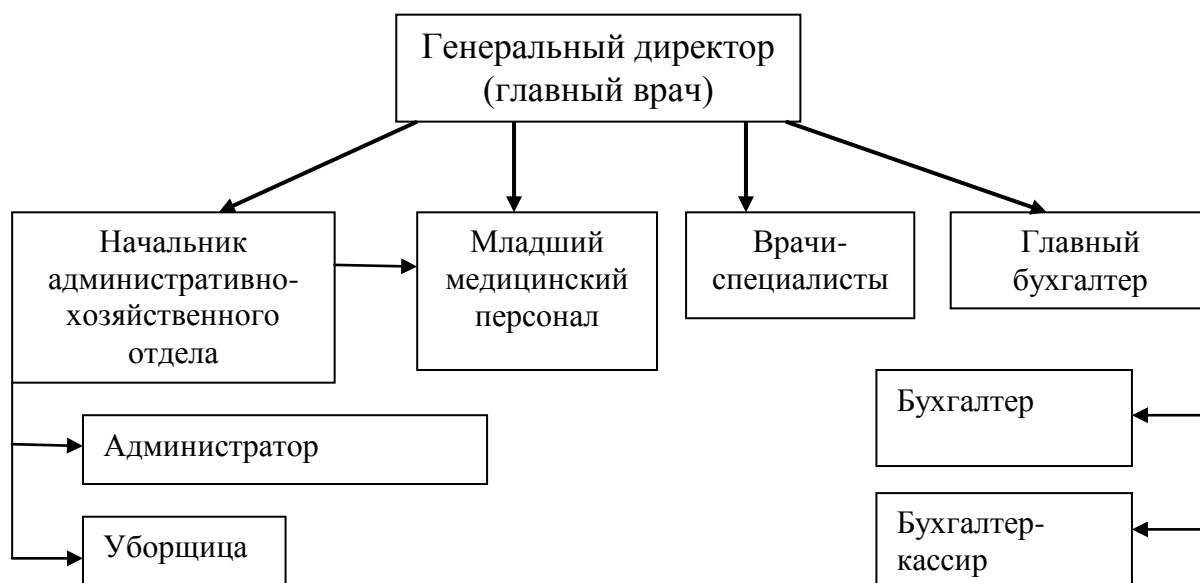 Генеральный директор
(главный врач)
Начальник
административно-
хозяйственного
отдела
Младший
медицинский
персонал
Врачи-
специалисты
Главный
бухгалтер
Администратор
Уборщица
Бухгалтер
Бухгалтер-
кассир